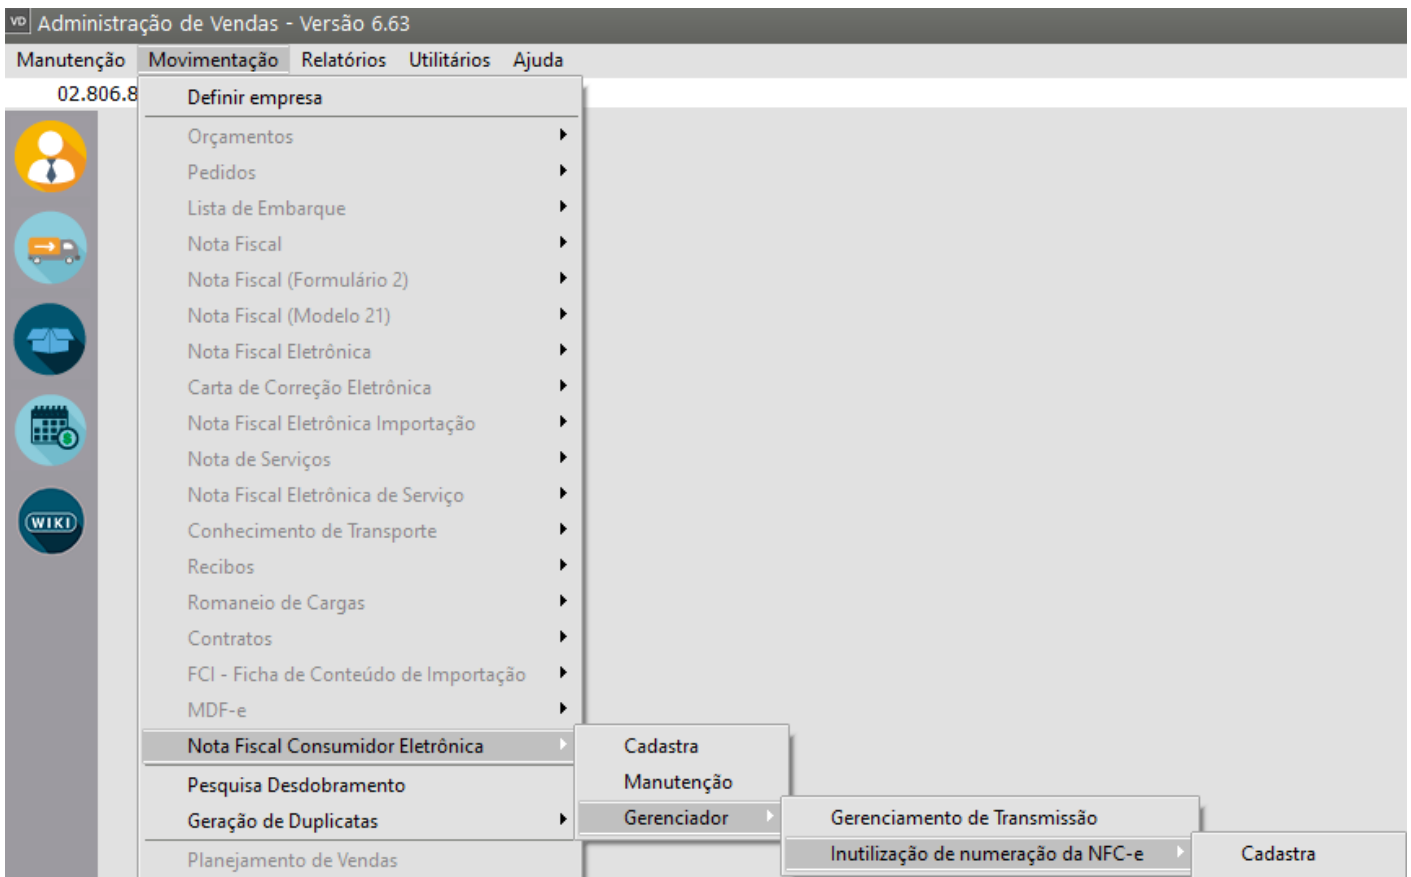 VD Administração de Vendas - Versão 6.63
Manutenção Movimentação Relatórios Utilitários Ajuda
02.806.8
Definir empresa
Orçamentos
Pedidos
Lista de Embarque
Nota Fiscal
Nota Fiscal (Formulário 2)
Nota Fiscal (Modelo 21)
Nota Fiscal Eletrônica
Carta de Correção Eletrônica
Nota Fiscal Eletrônica Importação
Nota de Serviços
Nota Fiscal Eletrônica de Serviço
WIKI
Conhecimento de Transporte
Recibos
Romaneio de Cargas
Contratos
FCI - Ficha de Conteúdo de Importação
MDF-e
Nota Fiscal Consumidor Eletrônica
Pesquisa Desdobramento
Geração de Duplicatas
Planejamento de Vendas
Cadastra
Manutenção
Gerenciador
Gerenciamento de Transmissão
Inutilização de numeração da NFC-e
Cadastra